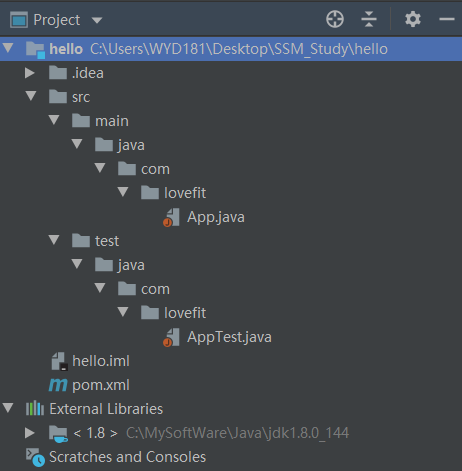 Project
hello C:\Users\WYD181\Desktop\SSM_Study\hello
.idea
src
main
java
com
lovefit
App.java
test
java
com
lovefit
AppTest.java
hello.iml
m pom.xml
External Libraries
< 1.8 > C:\MySoftWare\Java\jdk1.8.0_144
Scratches and Consoles